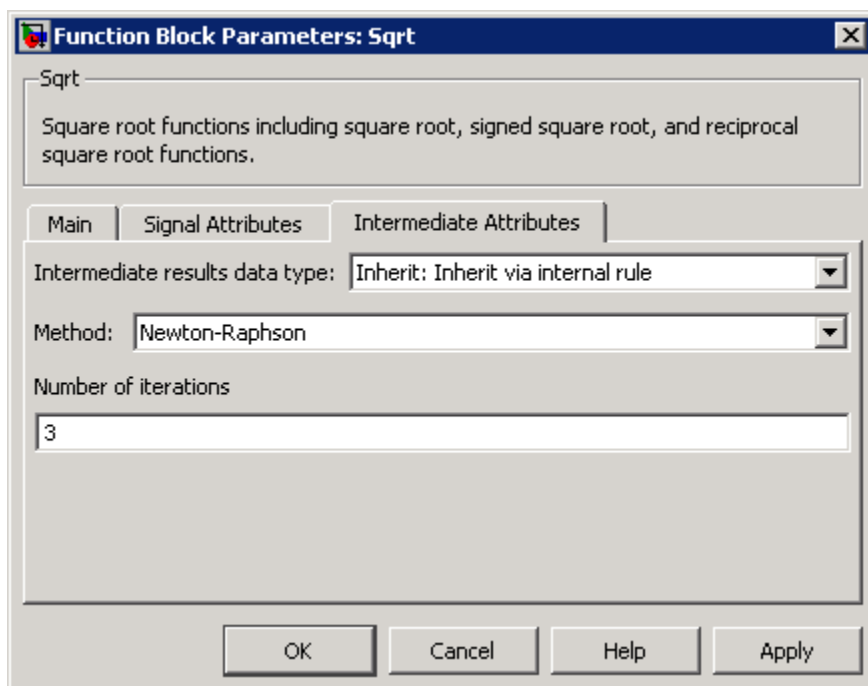 Function Block Parameters: Sqrt
Sqrt
Square root functions including square root, signed square root, and reciprocal
square root functions.
Main Signal Attributes Intermediate Attributes
Intermediate results data type: Inherit: Inherit via internal rule
Method: Newton-Raphson
Number of iterations
3
OK Cancel Help Apply